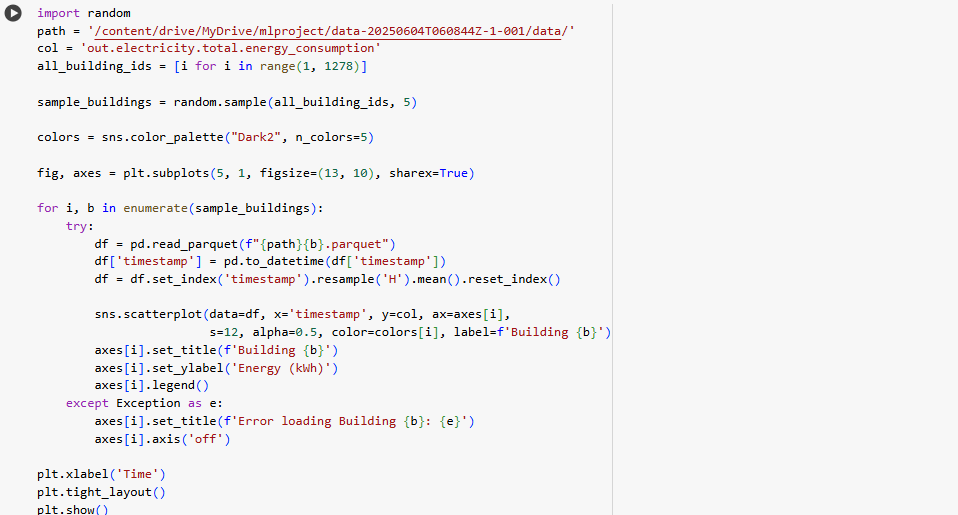 import random
path = '/content/drive/MyDrive/mlproject/data-20250604T060844Z-1-001/data/'
col = 'out.electricity.total.energy_consumption'
all_building_ids = [i for i in range(1, 1278)]

sample_buildings = random.sample(all_building_ids, 5)

colors = sns.color_palette("Dark2", n_colors=5)

fig, axes = plt.subplots(5, 1, figsize=(13, 10), sharex=True)

for i, b in enumerate(sample_buildings):
    try:
        df = pd.read_parquet(f"{path}{b}.parquet")
        df['timestamp'] = pd.to_datetime(df['timestamp'])
        df = df.set_index('timestamp').resample('H').mean().reset_index()

        sns.scatterplot(data=df, x='timestamp', y=col, ax=axes[i],
                        s=12, alpha=0.5, color=colors[i], label=f'Building {b}')
        axes[i].set_title(f'Building {b}')
        axes[i].set_ylabel('Energy (kWh)')
        axes[i].legend()
    except Exception as e:
        axes[i].set_title(f'Error loading Building {b}: {e}')
        axes[i].axis('off')

plt.xlabel('Time')
plt.tight_layout()
plt.show()